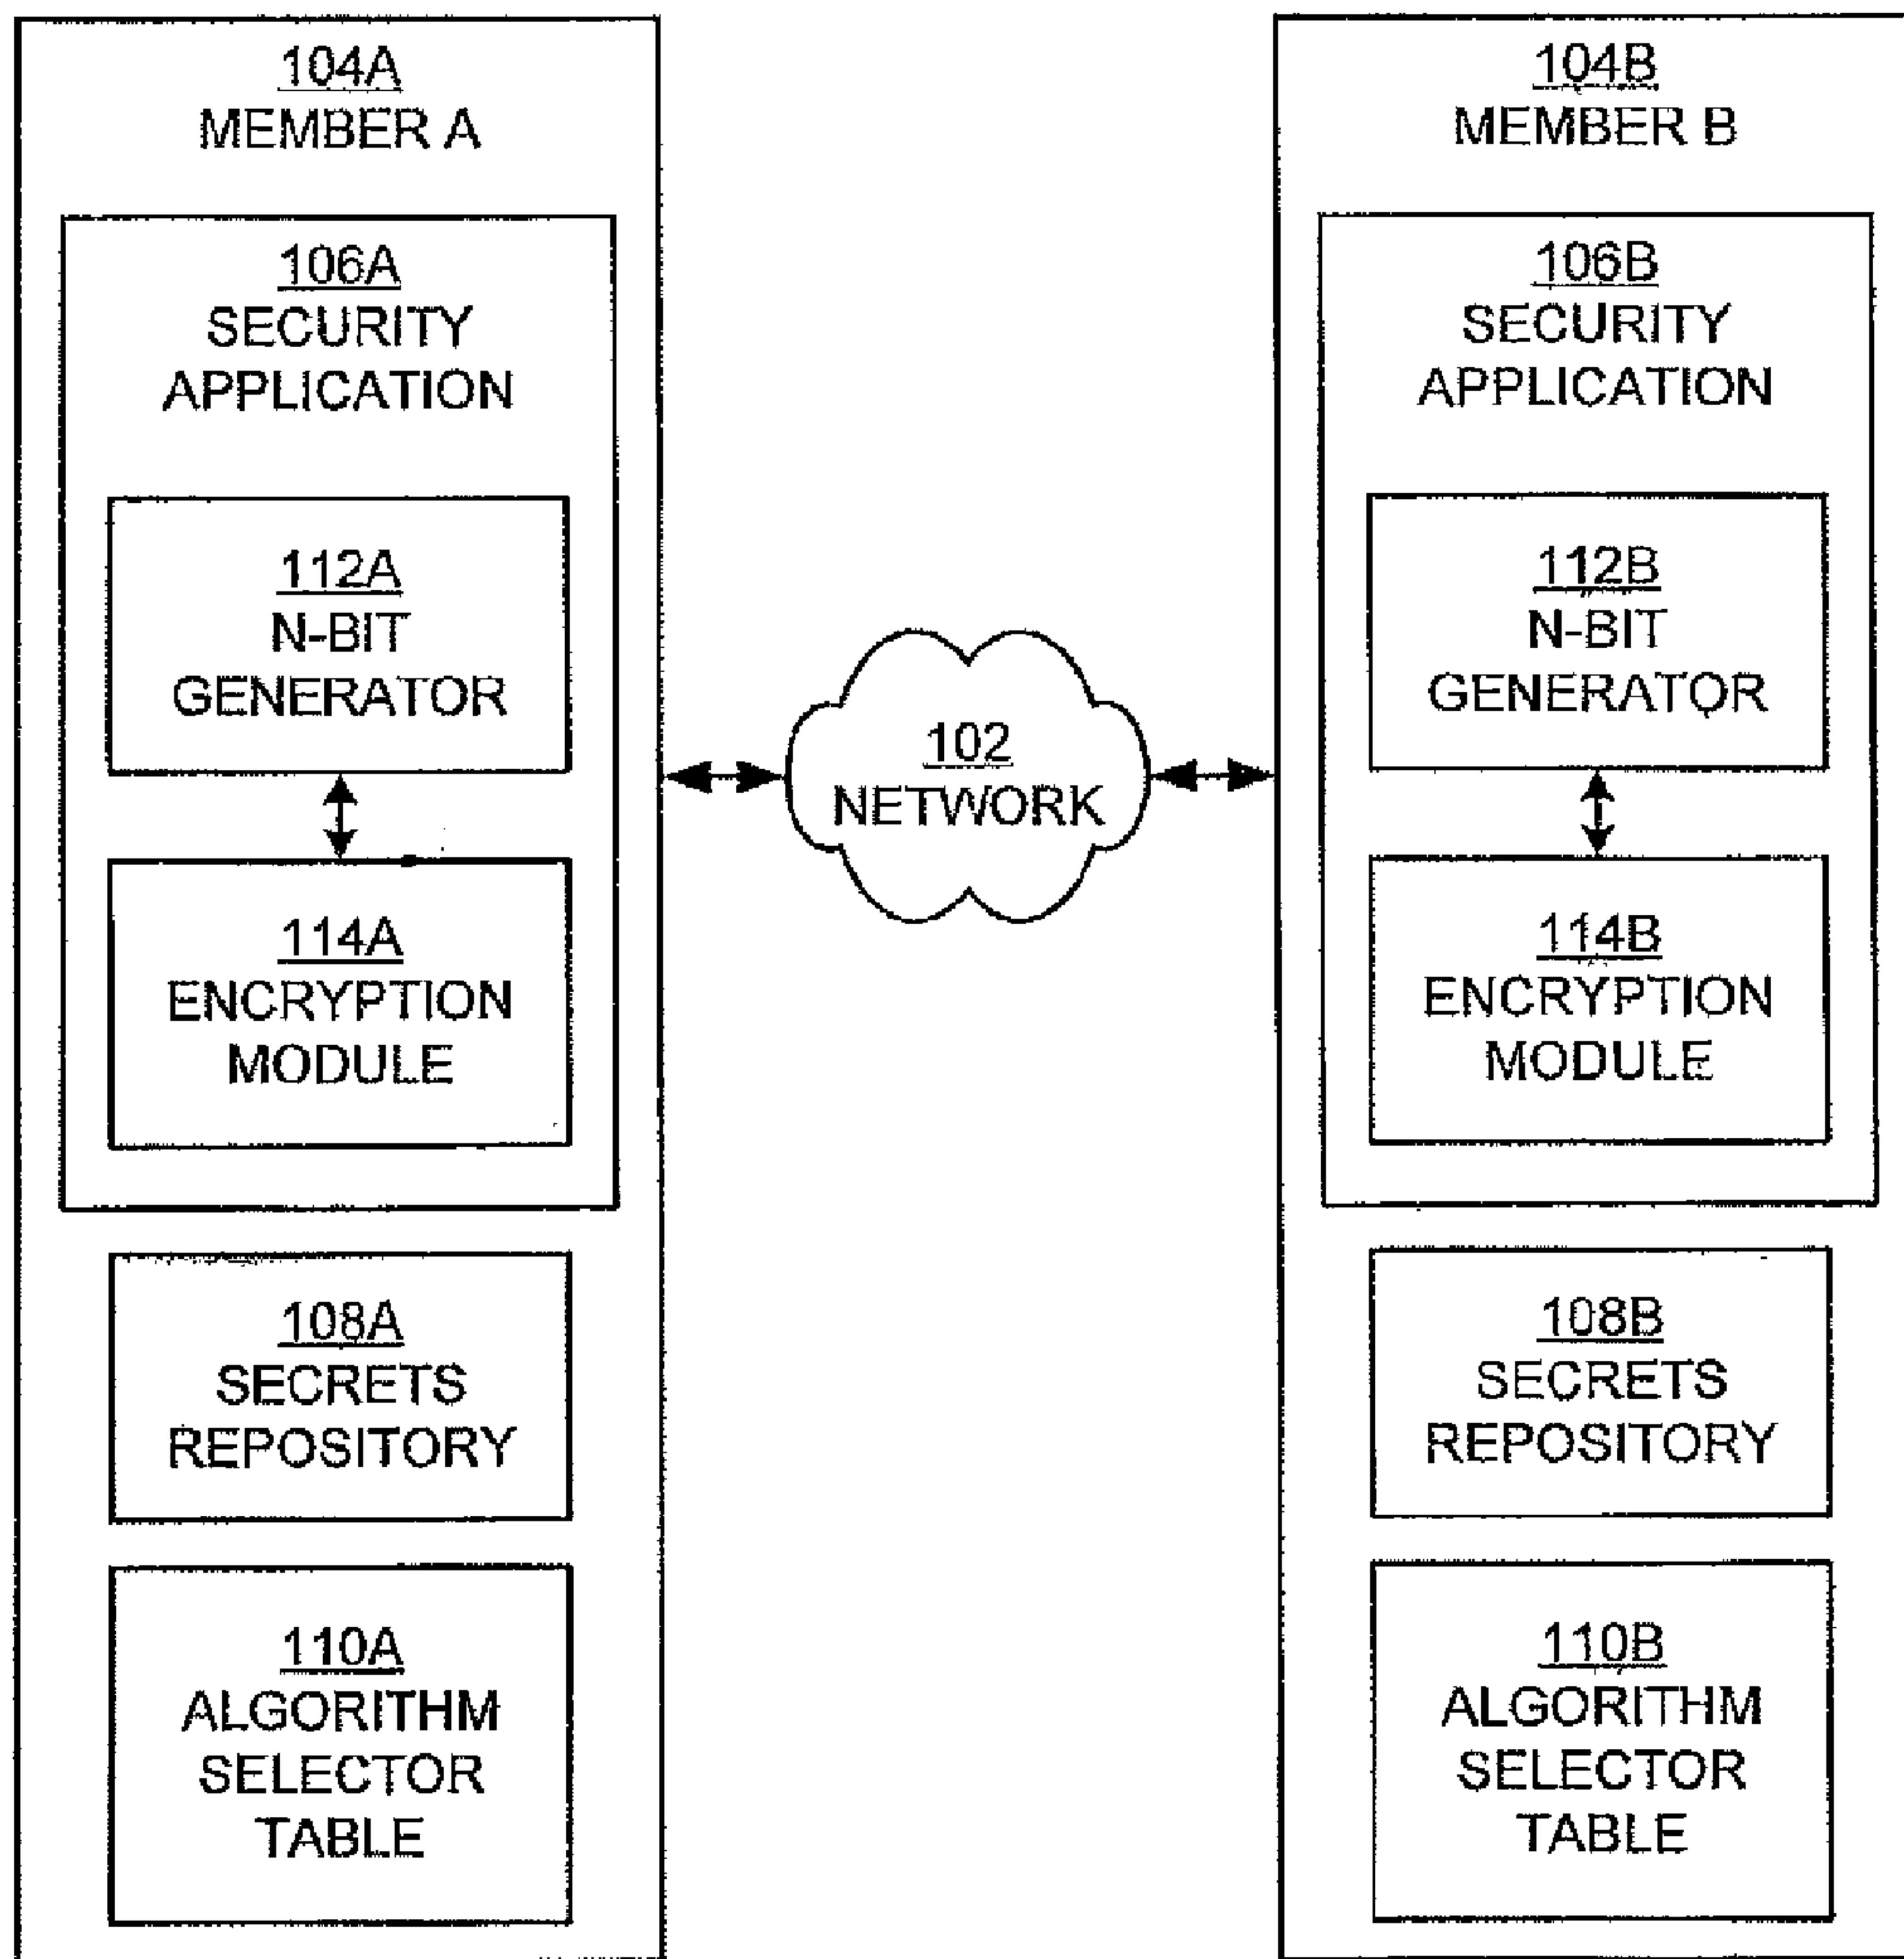 104A
MEMBER A
106A
SECURITY
APPLICATION
112A
N-BIT
GENERATOR
114A
ENCRYPTION
MODULE
108A
SECRETS
REPOSITORY
110A
ALGORITHM
SELECTOR
TABLE
102
NETWORK
104B
MEMBER B
106B
SECURITY
APPLICATION
112B
N-BIT
GENERATOR
114B
ENCRYPTION
MODULE
108B
SECRETS
REPOSITORY
110B
ALGORITHM
SELECTOR
TABLE